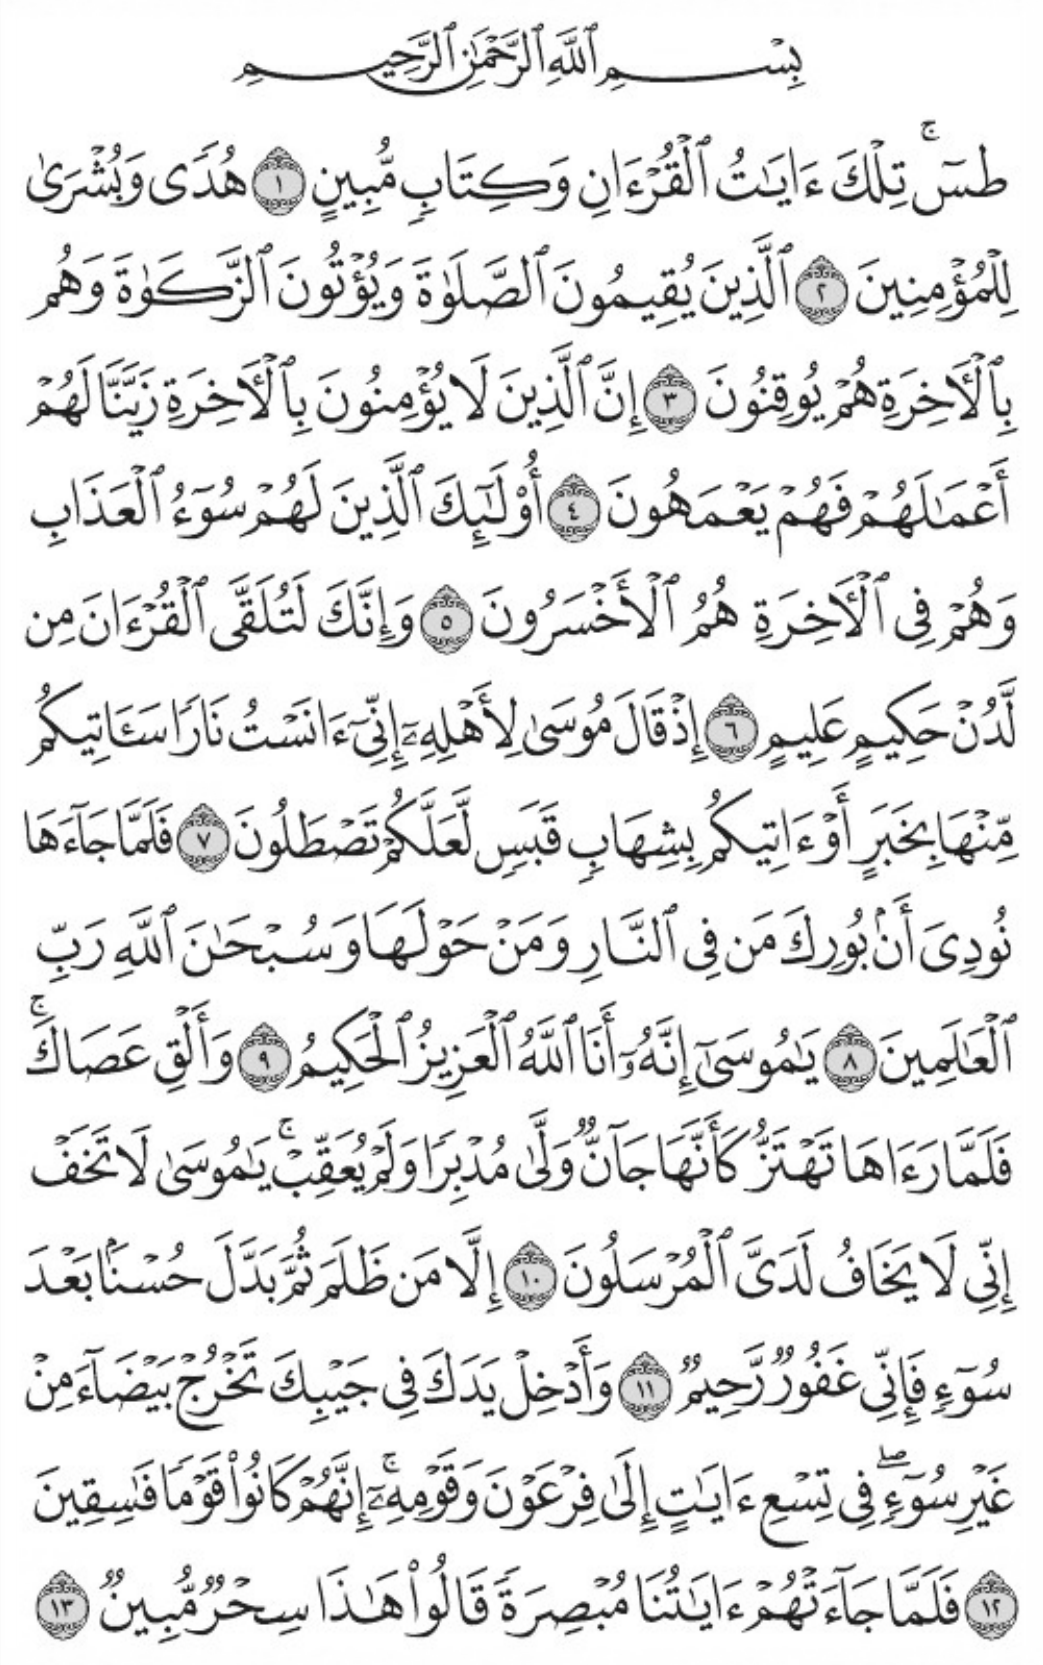 بِسْمِ ٱللَّهِ ٱلرَّحْمَٰنِ ٱلرَّحِيمِ
طسٓۚ تِلْكَ ءَايَٰتُ ٱلْقُرْءَانِ وَكِتَابٍ مُّبِينٍ ١ هُدًى وَبُشْرَىٰ
لِلْمُؤْمِنِينَ ٢ ٱلَّذِينَ يُقِيمُونَ ٱلصَّلَوٰةَ وَيُؤْتُونَ ٱلزَّكَوٰةَ وَهُم
بِٱلْأٓخِرَةِ هُمْ يُوقِنُونَ ٣ إِنَّ ٱلَّذِينَ لَا يُؤْمِنُونَ بِٱلْأٓخِرَةِ زَيَّنَّا لَهُمْ
أَعْمَٰلَهُمْ فَهُمْ يَعْمَهُونَ ٤ أُوْلَٰٓئِكَ ٱلَّذِينَ لَهُمْ سُوٓءُ ٱلْعَذَابِ
وَهُمْ فِى ٱلْأٓخِرَةِ هُمُ ٱلْأَخْسَرُونَ ٥ وَإِنَّكَ لَتُلَقَّى ٱلْقُرْءَانَ مِن
لَّدُنْ حَكِيمٍ عَلِيمٍ ٦ إِذْ قَالَ مُوسَىٰ لِأَهْلِهِۦٓ إِنِّىٓ ءَانَسْتُ نَارًا سَـَٔاتِيكُم
مِّنْهَا بِخَبَرٍ أَوْ ءَاتِيكُم بِشِهَابٍ قَبَسٍ لَّعَلَّكُمْ تَصْطَلُونَ ٧ فَلَمَّا جَآءَهَا
نُودِىَ أَنۢ بُورِكَ مَن فِى ٱلنَّارِ وَمَنْ حَوْلَهَا وَسُبْحَٰنَ ٱللَّهِ رَبِّ
ٱلْعَٰلَمِينَ ٨ يَٰمُوسَىٰٓ إِنَّهُۥٓ أَنَا ٱللَّهُ ٱلْعَزِيزُ ٱلْحَكِيمُ ٩ وَأَلْقِ عَصَاكَۚ
فَلَمَّا رَءَاهَا تَهْتَزُّ كَأَنَّهَا جَآنٌّ وَلَّىٰ مُدْبِرًا وَلَمْ يُعَقِّبْۚ يَٰمُوسَىٰ لَا تَخَفْ
إِنِّى لَا يَخَافُ لَدَىَّ ٱلْمُرْسَلُونَ ١٠ إِلَّا مَن ظَلَمَ ثُمَّ بَدَّلَ حُسْنًۢا بَعْدَ
سُوٓءٍ فَإِنِّى غَفُورٌ رَّحِيمٌ ١١ وَأَدْخِلْ يَدَكَ فِى جَيْبِكَ تَخْرُجْ بَيْضَآءَ مِنْ
غَيْرِ سُوٓءٍۖ فِى تِسْعِ ءَايَٰتٍ إِلَىٰ فِرْعَوْنَ وَقَوْمِهِۦٓۚ إِنَّهُمْ كَانُوا۟ قَوْمًا فَٰسِقِينَ
١٢ فَلَمَّا جَآءَتْهُمْ ءَايَٰتُنَا مُبْصِرَةً قَالُوا۟ هَٰذَا سِحْرٌ مُّبِينٌ ١٣